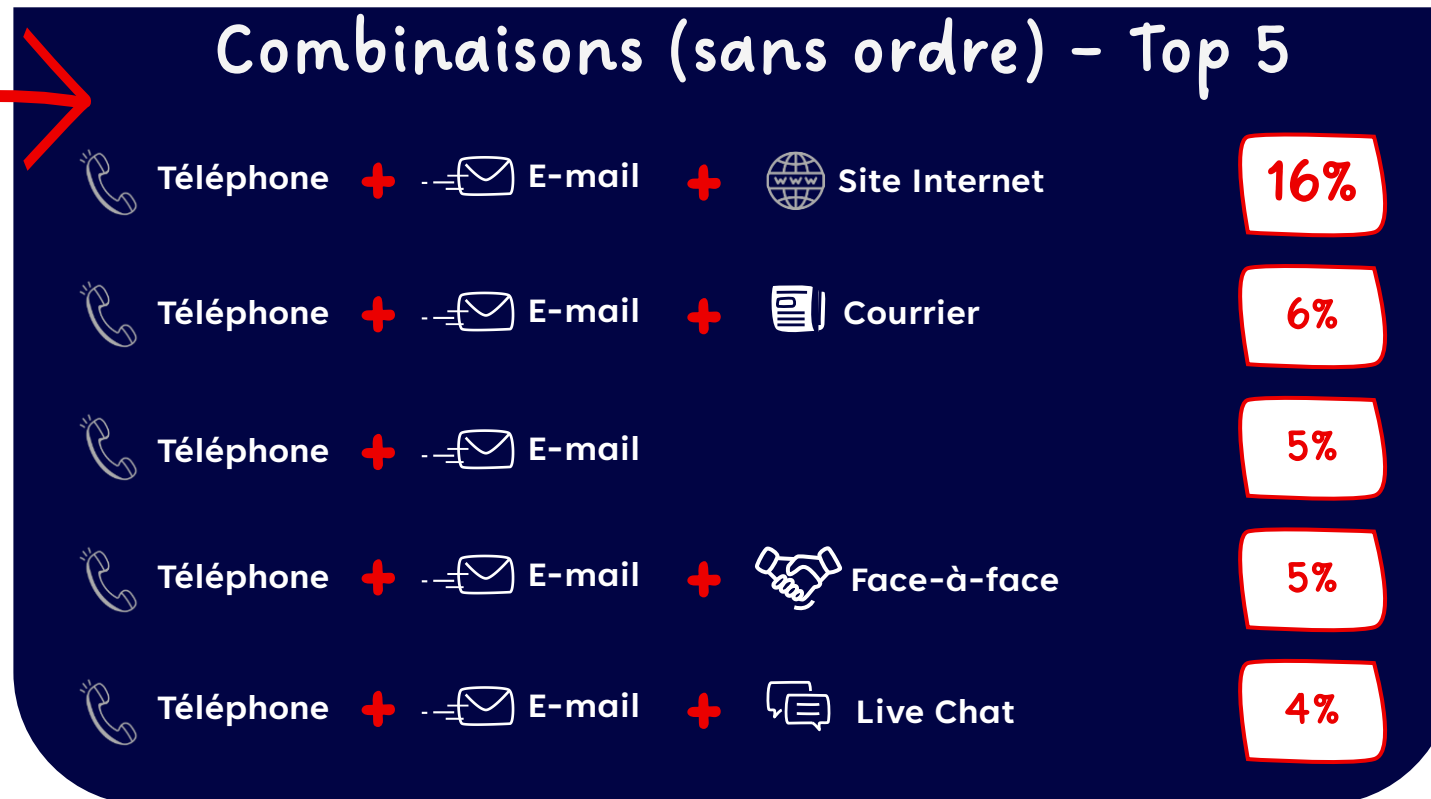 Combinaisons (sans ordre) - Top 5
Téléphone + E-mail + WWW Site Internet 16%
Téléphone + E-mail + Courrier 6%
Téléphone + E-mail 5%
Téléphone + E-mail + Face-à-face 5%
Téléphone + E-mail + Live Chat 4%